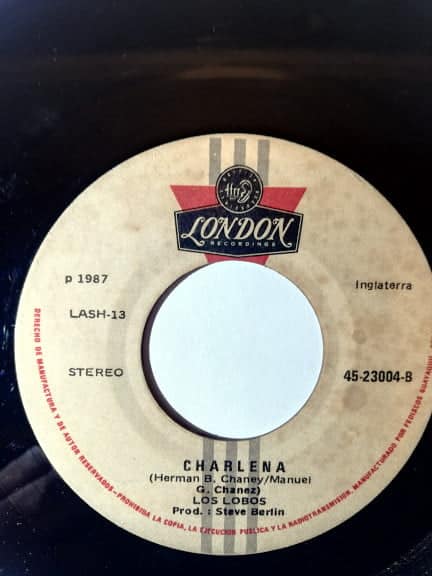 ffrr
LONDON
RECORDINGS
p 1987
Inglaterra
LASH-13
STEREO
45-23004-B
CHARLENA
(Herman B. Chaney/Manuel
G. Chanez)
LOS LOBOS
Prod. : Steve Berlin
DERECHO DE MANUFACTURA Y DE AUTOR RESERVADOS-PROHIBIDA LA COPIA, LA EJECUCION PUBLICA Y LA RADIOTRANSMISION, MANUFACTURADO POR FEDISCOS GUAYAQUIL